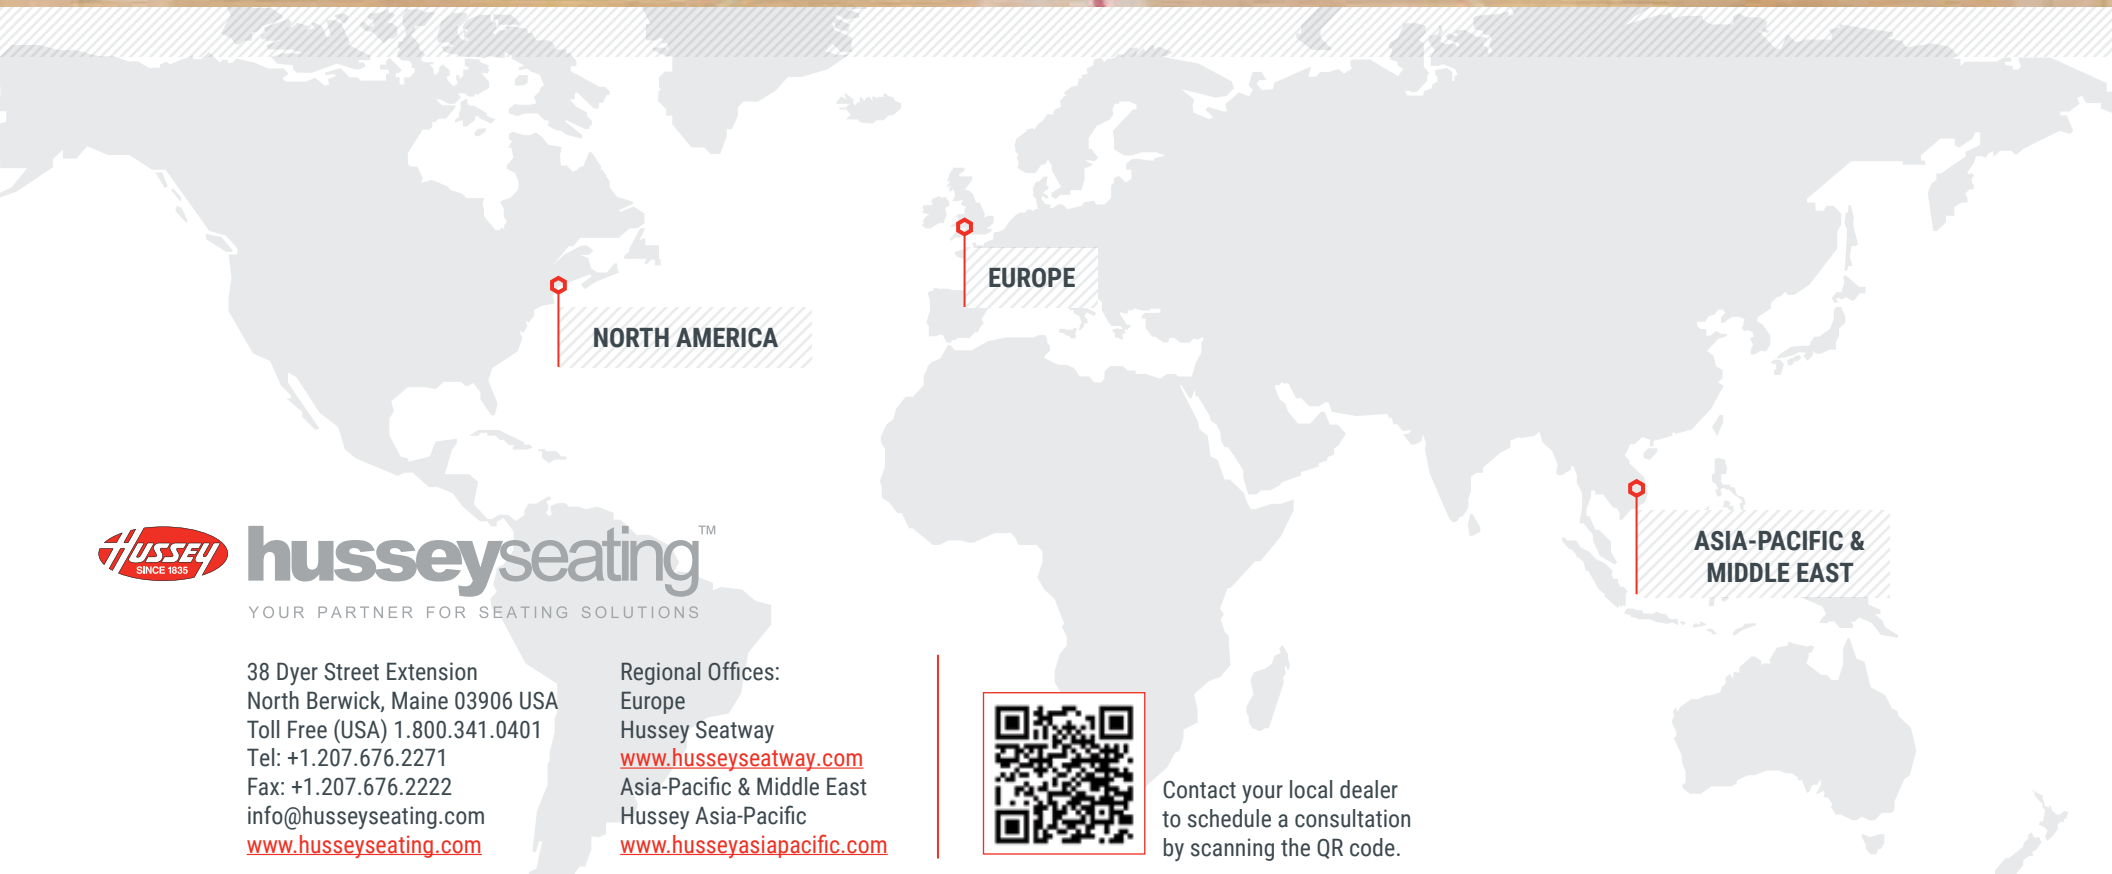 EUROPE
NORTH AMERICA
ASIA-PACIFIC &
MIDDLE EAST
HUSSEY
SINCE 1835
husseyseating™
YOUR PARTNER FOR SEATING SOLUTIONS
38 Dyer Street Extension
North Berwick, Maine 03906 USA
Toll Free (USA) 1.800.341.0401
Tel: +1.207.676.2271
Fax: +1.207.676.2222
info@husseyseating.com
www.husseyseating.com
Regional Offices:
Europe
Hussey Seatway
www.husseyseatway.com
Asia-Pacific & Middle East
Hussey Asia-Pacific
www.husseyasiapacific.com
Contact your local dealer
to schedule a consultation
by scanning the QR code.